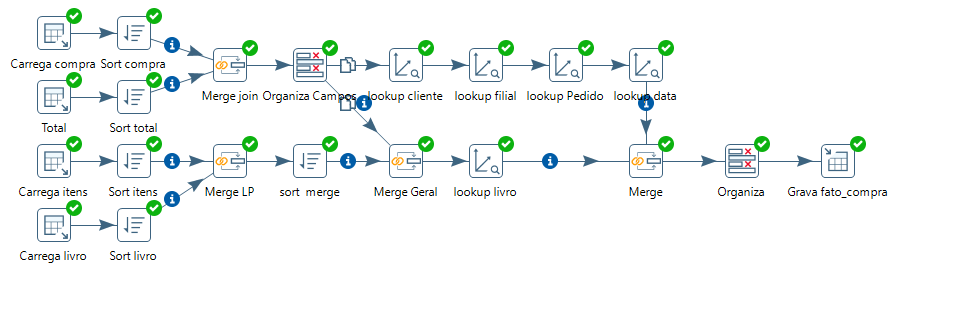 Carrega compra
Sort compra
Merge join
Organiza Campos
lookup cliente
lookup filial
lookup Pedido
lookup data
Total
Sort total
Carrega itens
Sort itens
Merge LP
sort merge
Merge Geral
lookup livro
Merge
Organiza
Grava fato_compra
Carrega livro
Sort livro